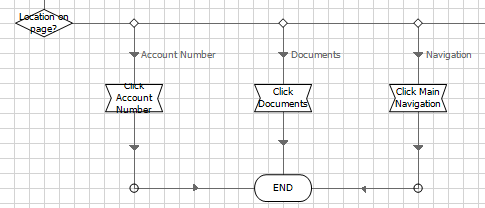 Location on
page?
Account Number
Documents
Navigation
Click
Account
Number
Click
Documents
Click Main
Navigation
END